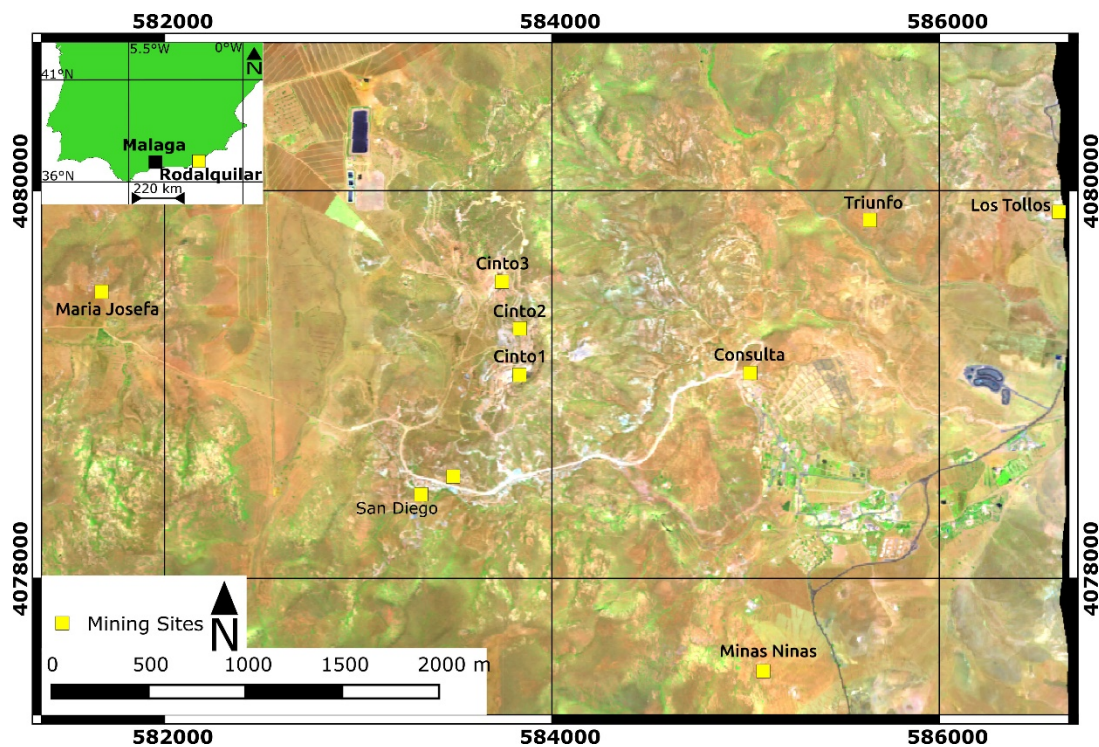 582000 584000 586000
5.5°W 0°W
N
41°N
Malaga
Rodalquilar
36°N
220 km
4080000 4080000
Triunfo
Los Tollos
Cinto3
Maria Josefa
Cinto2
Cinto1
Consulta
San Diego
4078000 4078000
Mining Sites
N
Minas Ninas
0 500 1000 1500 2000 m
582000 584000 586000